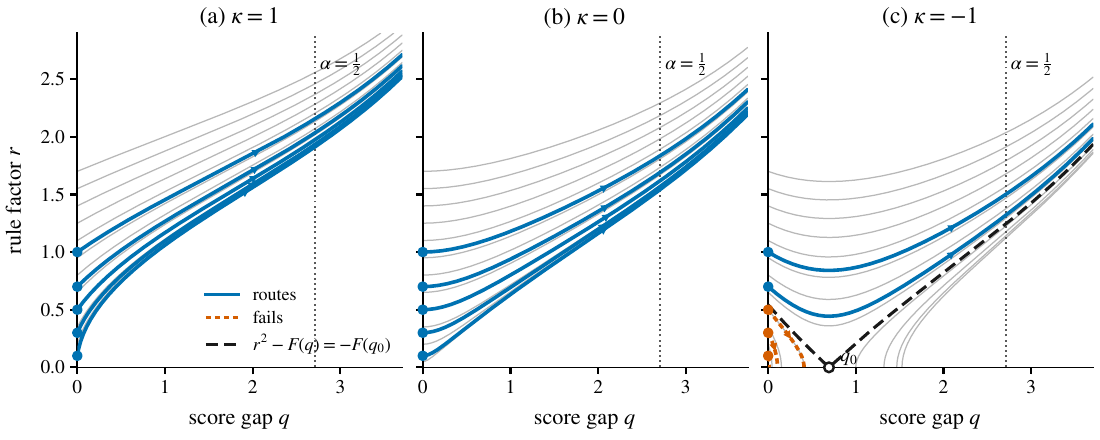 (a) κ = 1
(b) κ = 0
(c) κ = −1
rule factor r
2.5
2.0
1.5
1.0
0.5
0.0
α = 1/2
α = 1/2
α = 1/2
routes
fails
r² − F(q) = −F(q₀)
q₀
0 1 2 3
0 1 2 3
0 1 2 3
score gap q
score gap q
score gap q